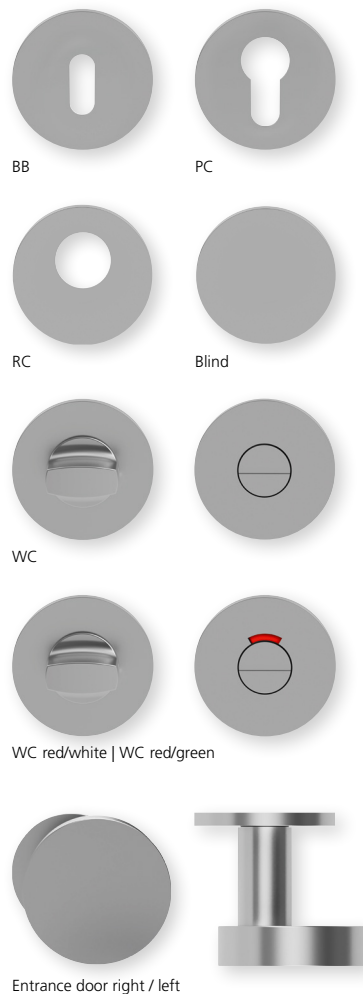 BB
PC
RC
Blind
WC
WC red/white | WC red/green
Entrance door right / left